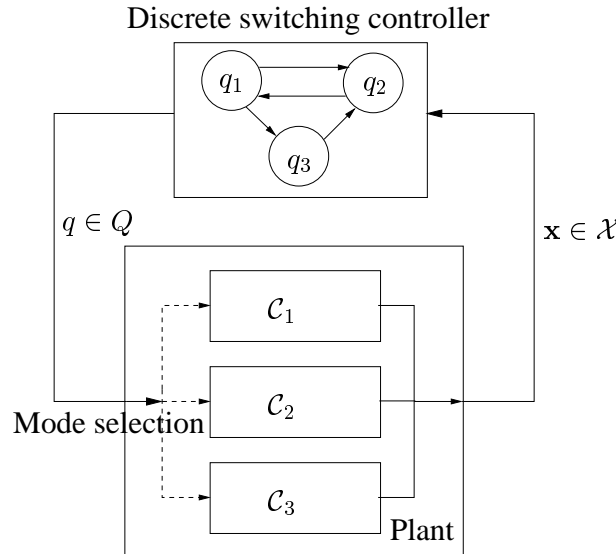 Discrete switching controller
q₁
q₂
q₃
q ∈ Q
𝐱 ∈ 𝒳
𝒞₁
𝒞₂
Mode selection
𝒞₃
Plant